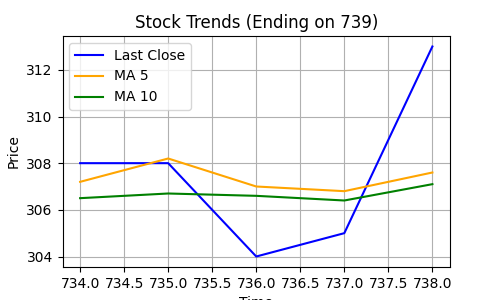 Stock Trends (Ending on 739)
Last Close
MA 5
MA 10
Price
312
310
308
306
304
734.0 734.5 735.0 735.5 736.0 736.5 737.0 737.5 738.0
Time